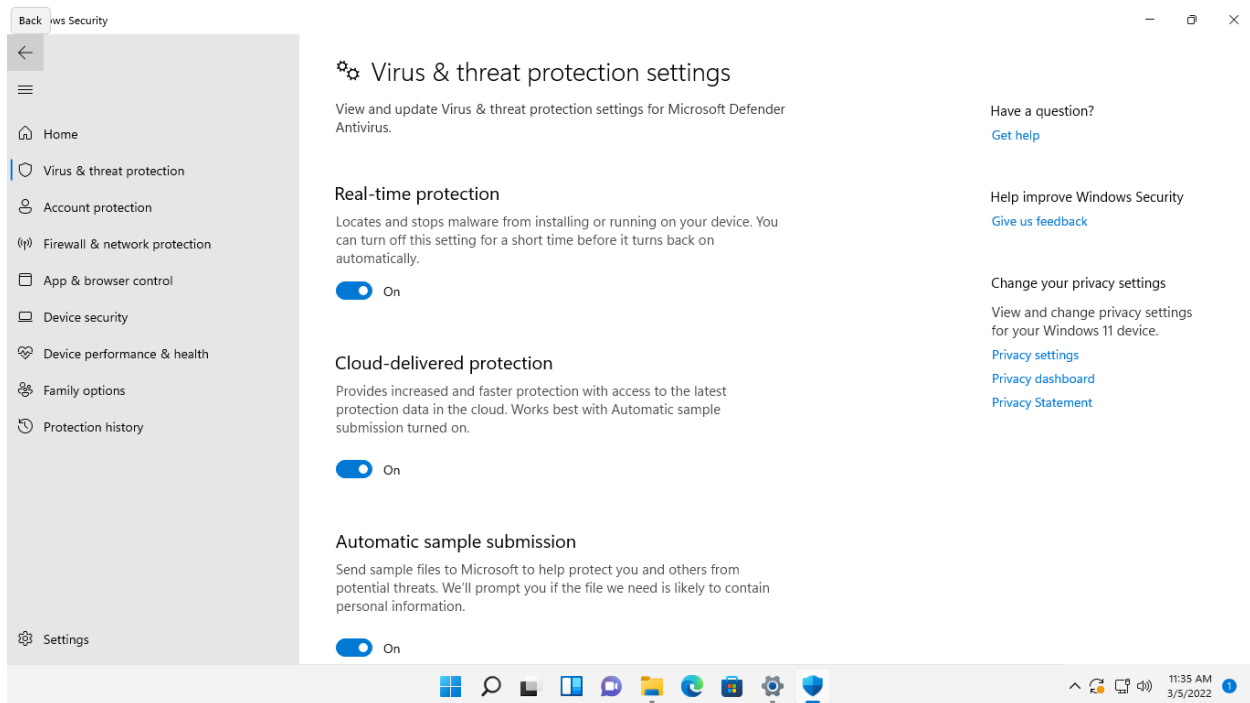 Back
ws Security
Home
Virus & threat protection
Account protection
Firewall & network protection
App & browser control
Device security
Device performance & health
Family options
Protection history
Settings
Virus & threat protection settings
View and update Virus & threat protection settings for Microsoft Defender
Antivirus.
Real-time protection
Locates and stops malware from installing or running on your device. You
can turn off this setting for a short time before it turns back on
automatically.
On
Cloud-delivered protection
Provides increased and faster protection with access to the latest
protection data in the cloud. Works best with Automatic sample
submission turned on.
On
Automatic sample submission
Send sample files to Microsoft to help protect you and others from
potential threats. We'll prompt you if the file we need is likely to contain
personal information.
On
Have a question?
Get help
Help improve Windows Security
Give us feedback
Change your privacy settings
View and change privacy settings
for your Windows 11 device.
Privacy settings
Privacy dashboard
Privacy Statement
11:35 AM
3/5/2022
1